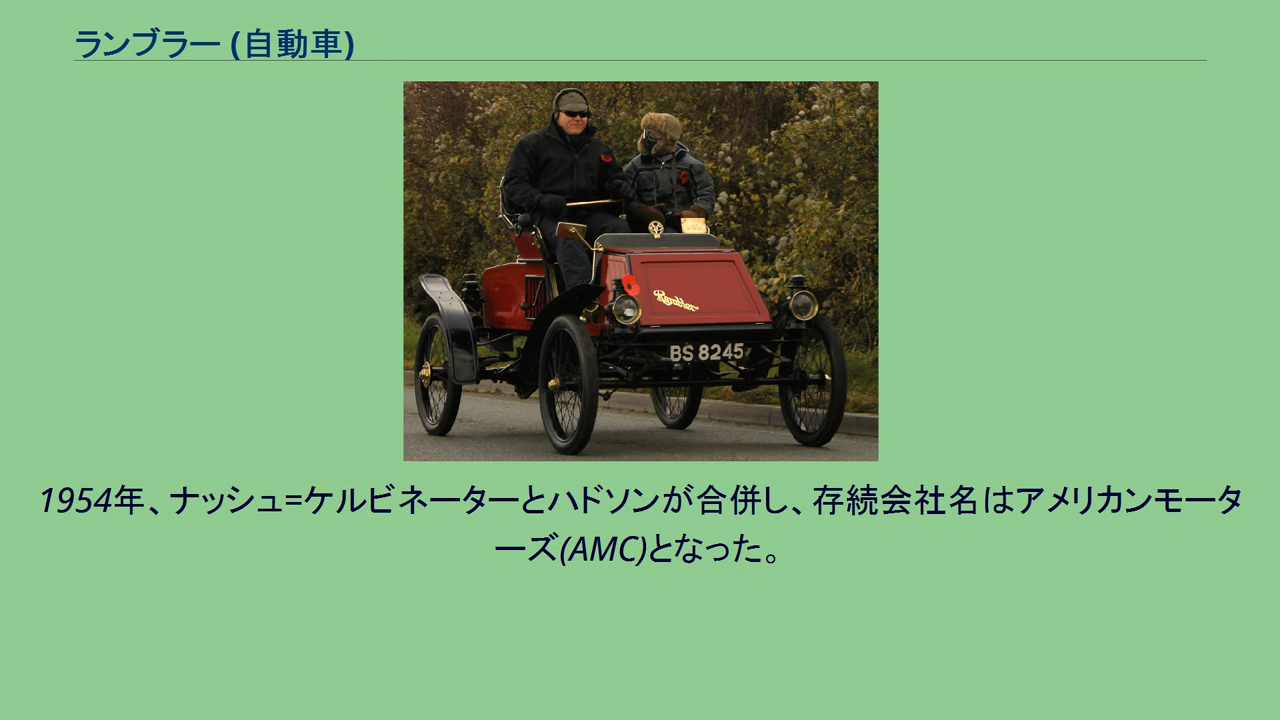 ランブラー (自動車)
Rambler
BS 8245
1954年、ナッシュ=ケルビネーターとハドソンが合併し、存続会社名はアメリカンモータ
ーズ(AMC)となった。